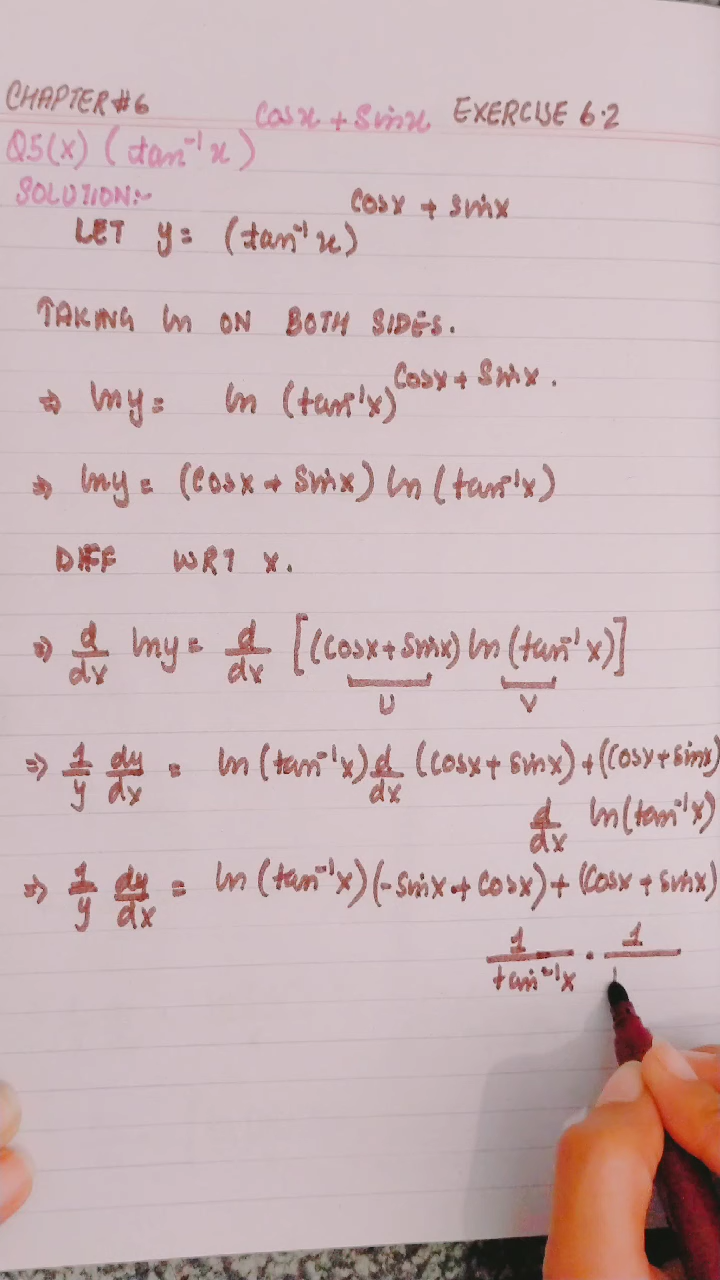 CHAPTER#6 EXERCISE 6.2
Q5(x) (tan⁻¹x)^(Cosx + Sinx)
SOLUTION:-
LET y = (tan⁻¹x)^(Cosx + Sinx)
TAKING ln ON BOTH SIDES.
⇒ lny = ln (tan⁻¹x)^(Cosx + Sinx).
⇒ lny = (Cosx + Sinx) ln (tan⁻¹x)
DIFF WRT X.
⇒ d/dx lny = d/dx [(Cosx + Sinx) ln (tan⁻¹x)]
U V
⇒ 1/y dy/dx = ln (tan⁻¹x) d/dx (Cosx + Sinx) + (Cosx + Sinx)
d/dx ln(tan⁻¹x)
⇒ 1/y dy/dx = ln (tan⁻¹x)(-Sinx + Cosx) + (Cosx + Sinx)
1/tan⁻¹x · 1/